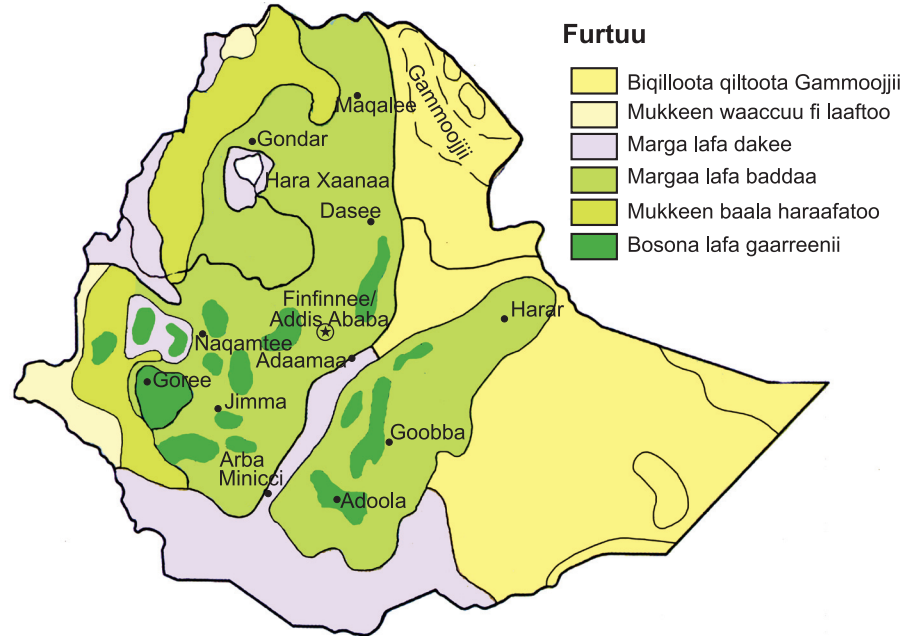 Furtuu
Biqilloota qiltoota Gammoojjii
Mukkeen waaccuu fi laaftoo
Marga lafa dakee
Margaa lafa baddaa
Mukkeen baala haraafatoo
Bosona lafa gaarreenii
Gammoojjii
Maqalee
Gondar
Hara Xaanaa
Dasee
Finfinnee/
Addis Ababa
Harar
Naqamtee
Adaamaa
Goree
Jimma
Goobba
Arba
Minicci
Adoola